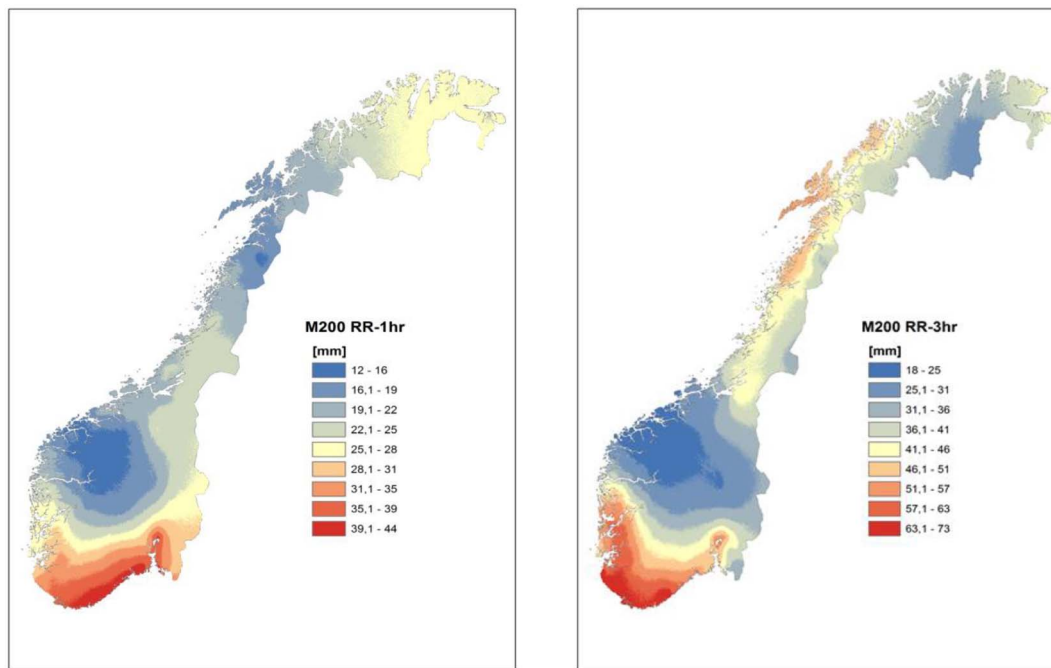 M200 RR-1hr
[mm]
12 - 16
16,1 - 19
19,1 - 22
22,1 - 25
25,1 - 28
28,1 - 31
31,1 - 35
35,1 - 39
39,1 - 44
M200 RR-3hr
[mm]
18 - 25
25,1 - 31
31,1 - 36
36,1 - 41
41,1 - 46
46,1 - 51
51,1 - 57
57,1 - 63
63,1 - 73